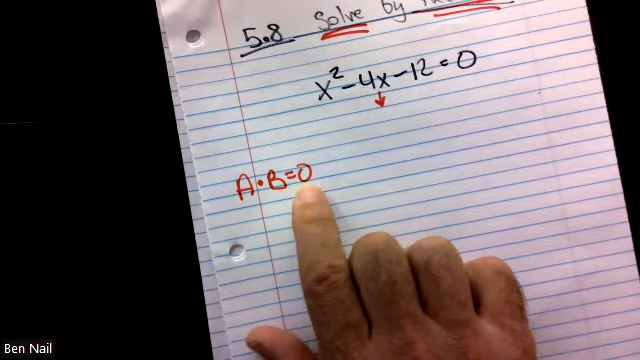 5.8 Solve by
x² - 4x - 12 = 0
A · B = 0
Ben Nail